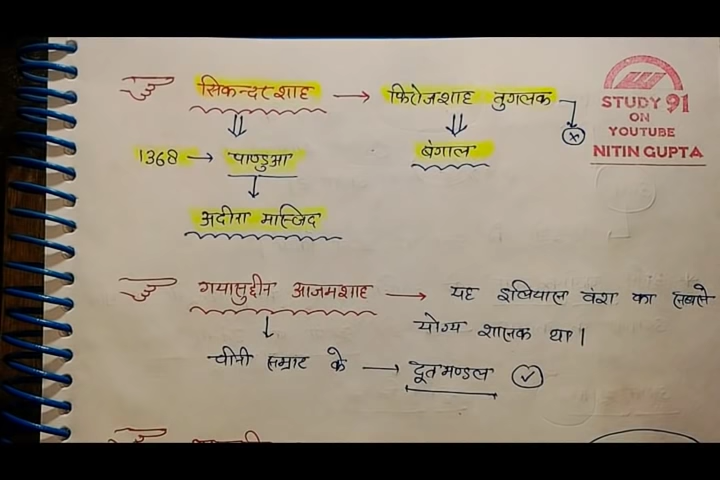 सिकन्दरशाह → फिरोजशाह तुगलक
1368 → पाण्डुआ
बंगाल
अदीना मस्जिद
गयासुद्दीन आजमशाह → यह इलियास वंश का सबसे
योग्य शासक था।
चीनी सम्राट के → दूतमण्डल
STUDY 91
ON
YOUTUBE
NITIN GUPTA